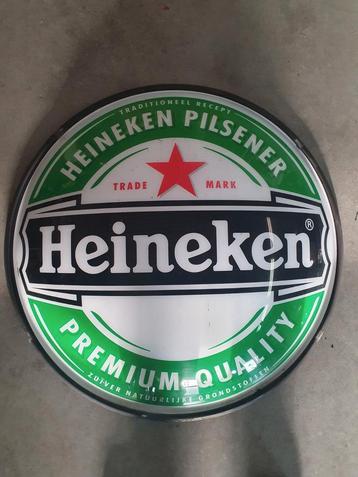 TRADITIONEEL RECEPT
HEINEKEN PILSENER
TRADE MARK
Heineken®
PREMIUM QUALITY
ZUIVER NATUURLIJKE GRONDSTOFFEN